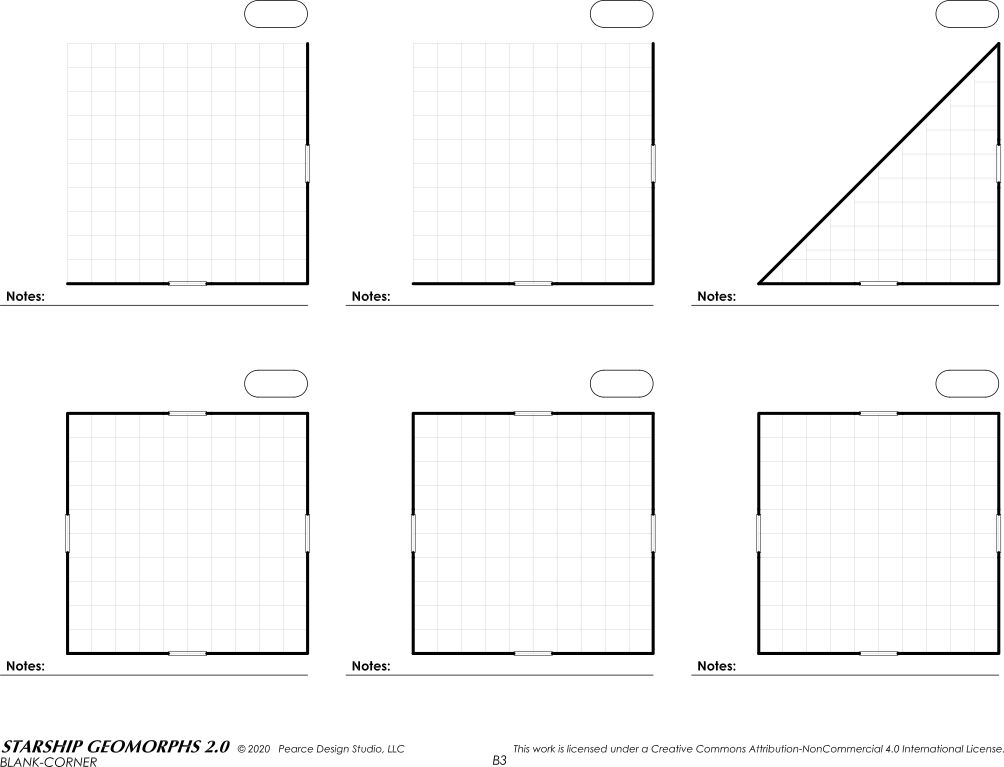 Notes:
Notes:
Notes:
Notes:
Notes:
Notes:
STARSHIP GEOMORPHS 2.0 © 2020 Pearce Design Studio, LLC
This work is licensed under a Creative Commons Attribution-NonCommercial 4.0 International License.
BLANK-CORNER
B3